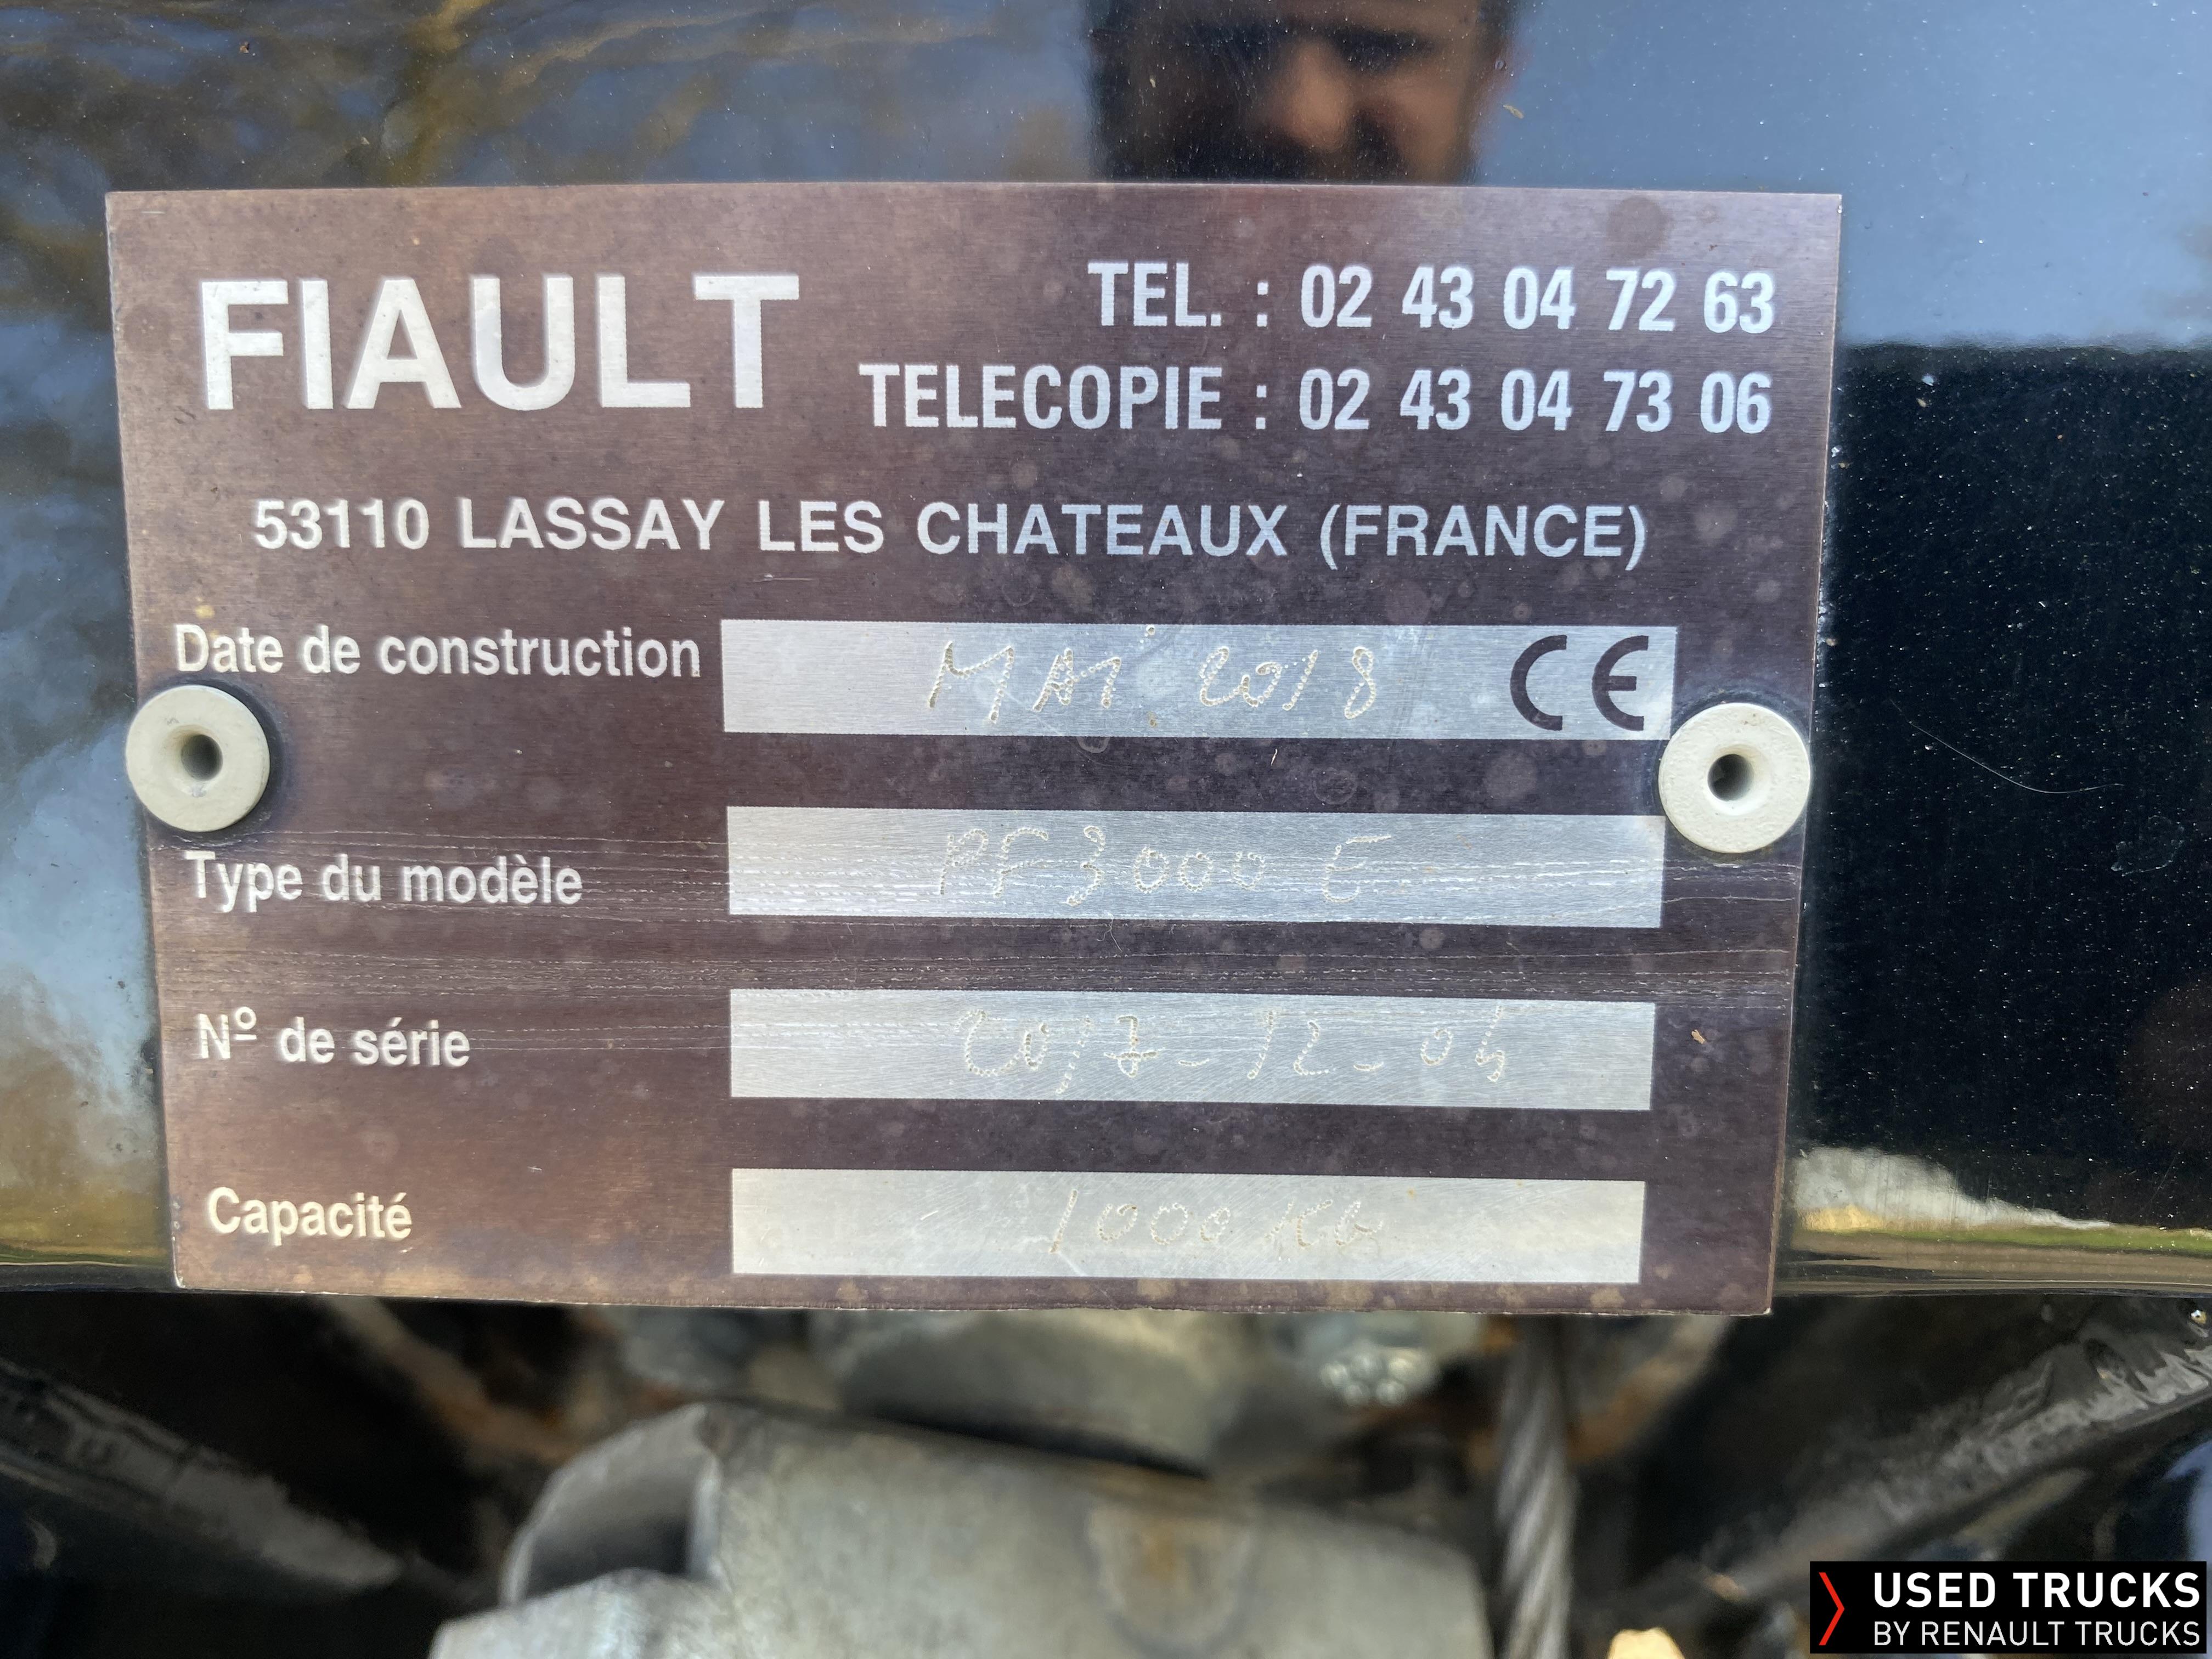 FIAULT
TEL. : 02 43 04 72 63
TELECOPIE : 02 43 04 73 06
53110 LASSAY LES CHATEAUX (FRANCE)
Date de construction MAI 2018 CE
Type du modèle PF3000 E
Nº de série 2017-12-05
Capacité 1000 KG
USED TRUCKS
BY RENAULT TRUCKS